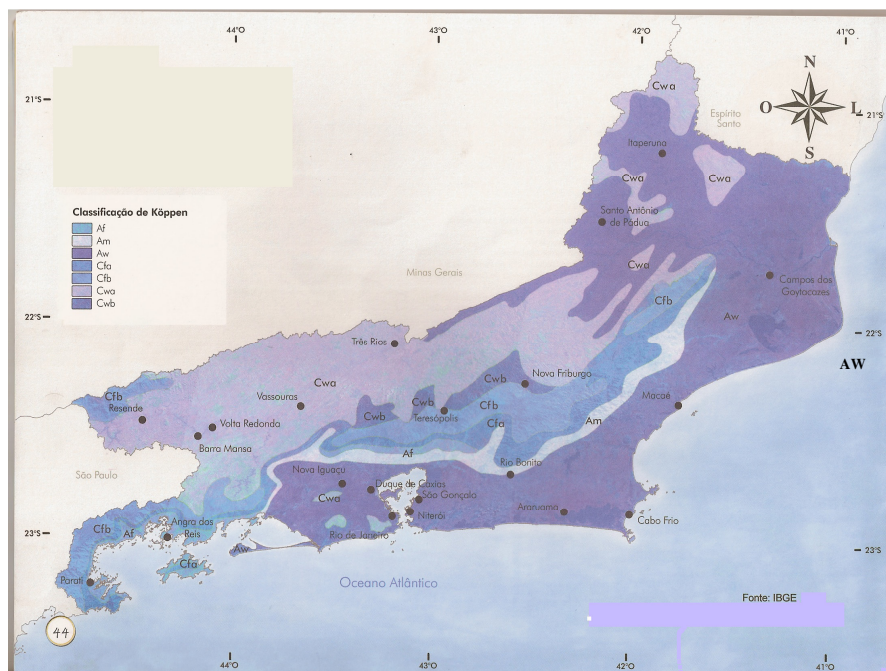 44°O
43°O
42°O
41°O
21°S
21°S
N
O
L
S
Espírito
Santo
Cwa
Itaperuna
Cwa
Cwa
Classificação de Köppen
Af
Am
Aw
Cfa
Cfb
Cwa
Cwb
Santo Antônio
de Pádua
Minas Gerais
Cwa
Campos dos
Goytacazes
Cfb
Aw
22°S
22°S
Três Rios
AW
Cwa
Cwb
Nova Friburgo
Cfb
Resende
Vassouras
Cwb
Cwb
Teresópolis
Cfb
Macaé
Volta Redonda
Cfa
Am
Barra Mansa
Af
São Paulo
Nova Iguaçú
Rio Bonito
Duque de Caxias
Cwa
São Gonçalo
Araruama
Niterói
Cabo Frio
Cfb
Af
Angra dos
Reis
Rio de Janeiro
23°S
23°S
Aw
Cfa
Parati
Oceano Atlântico
Fonte: IBGE
44
44°O
43°O
42°O
41°O